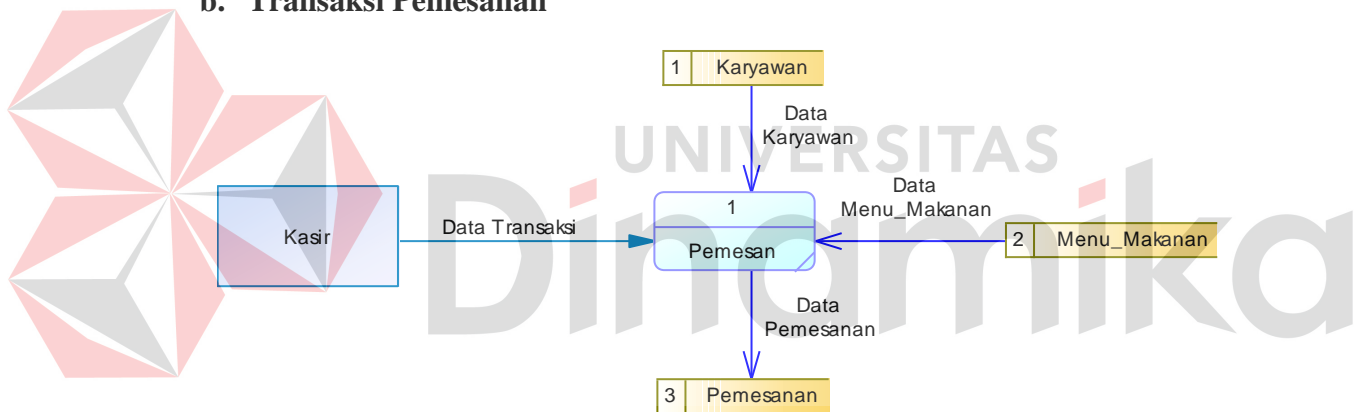 b. Transaksi Pemesanan
1 Karyawan
Data
Karyawan
UNIVERSITAS
Dinamika
Data
Menu_Makanan
1
Pemesan
Kasir
Data Transaksi
2 Menu_Makanan
Data
Pemesanan
3 Pemesanan